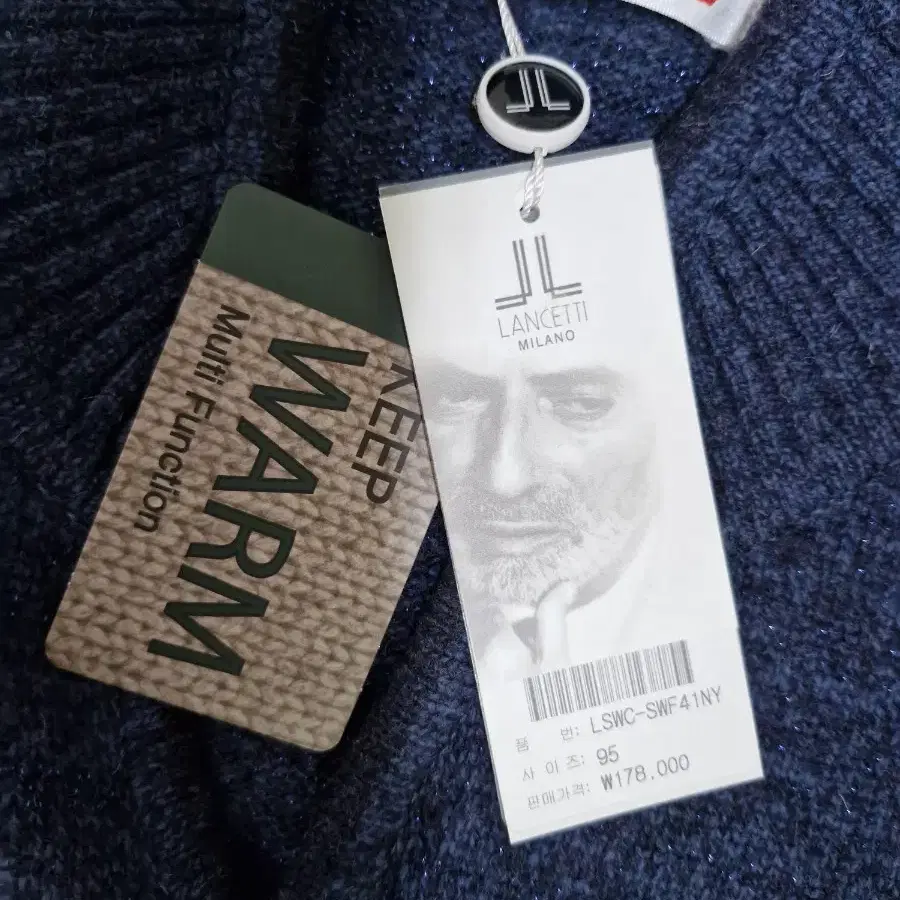 LANCETTI
MILANO
품 번: LSWC-SWF41NY
사 이 즈: 95
판매가격: ₩178.000
KEEP
WARM
Multi Function